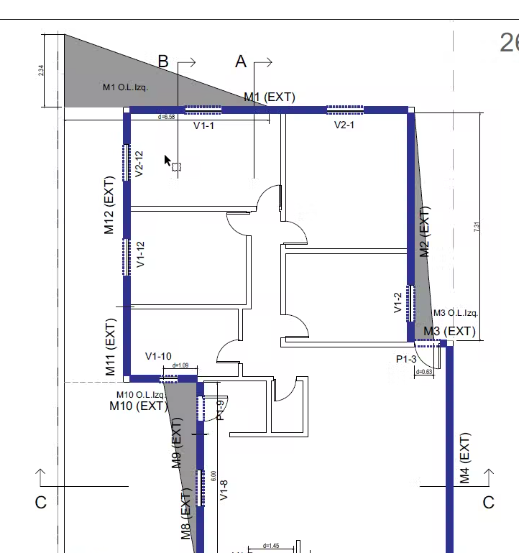 26
B
A
2.34
M1 O.L.Izq.
M1 (EXT)
d=6.58
V1-1
V2-1
V2-12
M12 (EXT)
M2 (EXT)
7.21
V1-12
V1-2
M3 O.L.Izq.
M3 (EXT)
M11 (EXT)
V1-10
P1-3
d=1.09
d=0.63
M10 O.L.Izq.
M10 (EXT)
P1-9
M9 (EXT)
M4 (EXT)
6.00
V1-8
C
C
M8 (EXT)
d=1.45